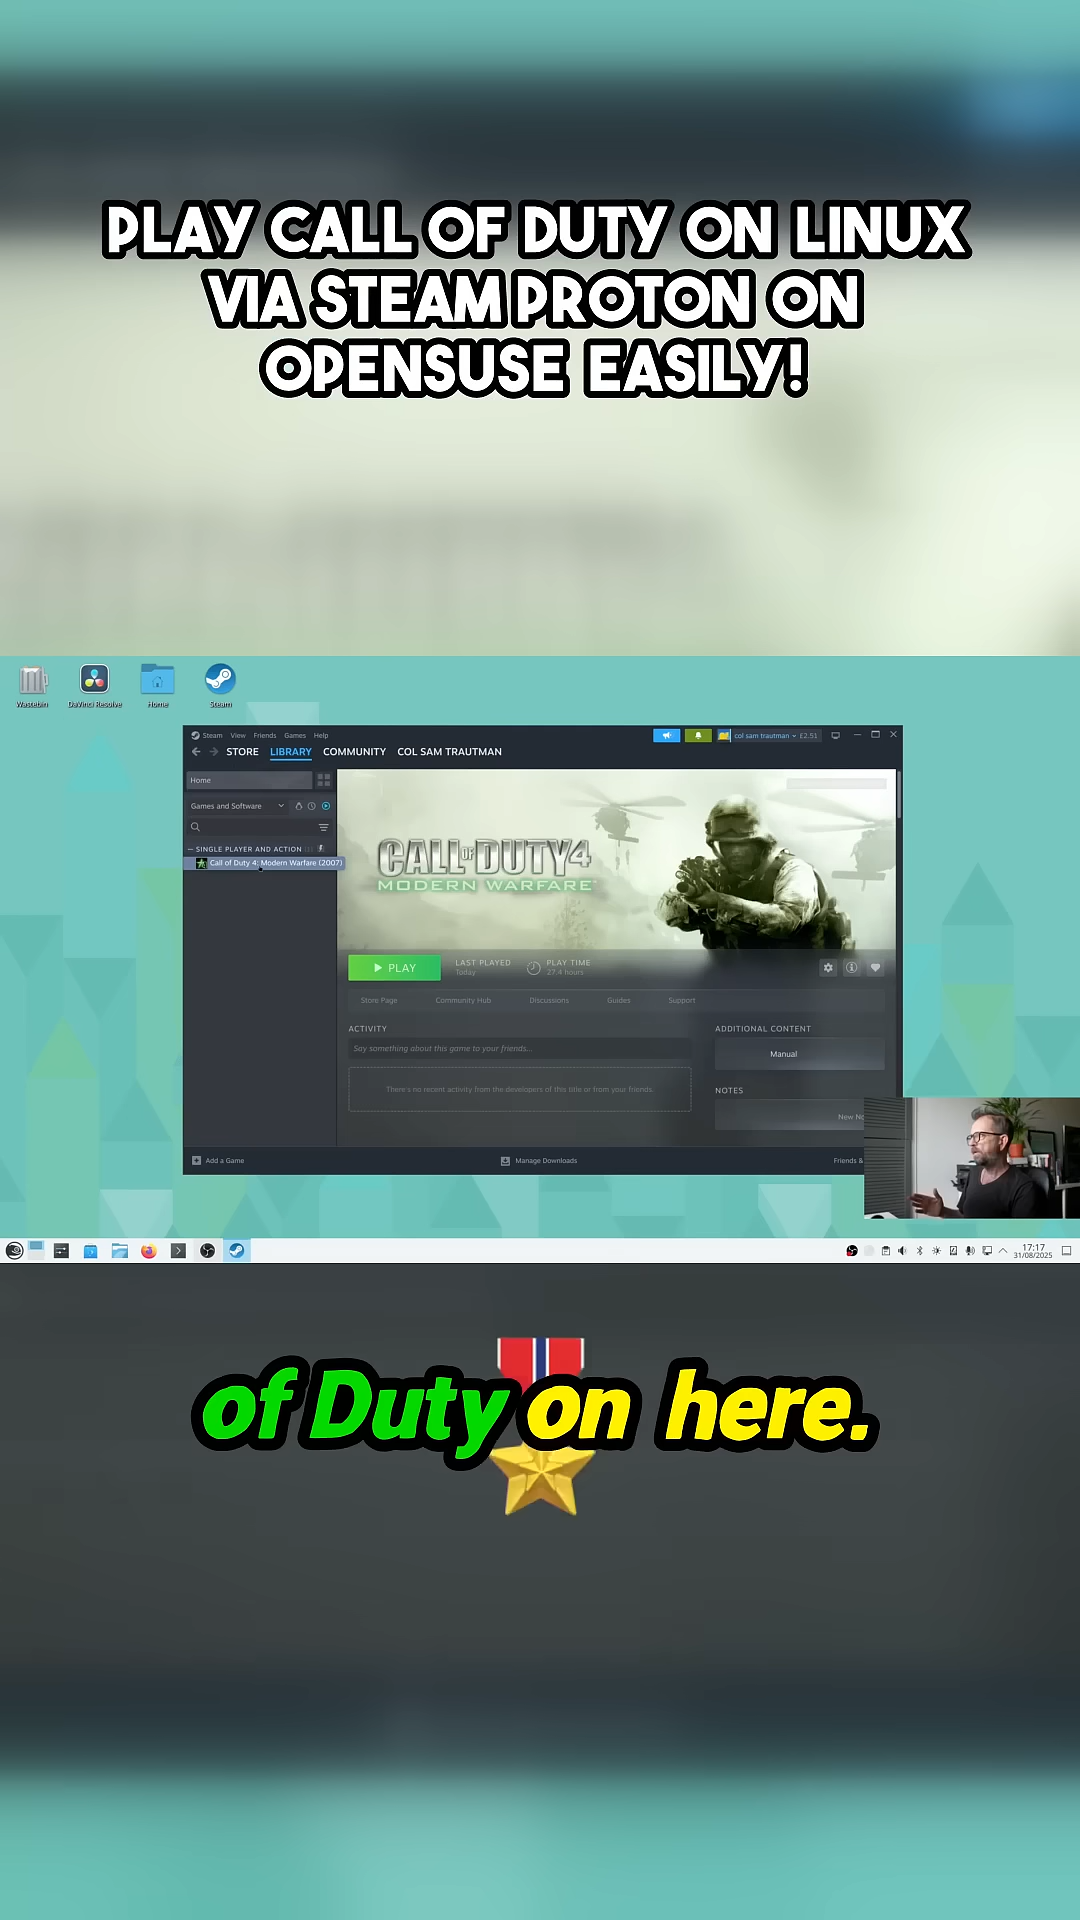 PLAY CALL OF DUTY ON LINUX
VIA STEAM PROTON ON
OPENSUSE EASILY!
Wastebin
DaVinci Resolve
Home
Steam
Steam View Friends Games Help
col sam trautman £2.51
STORE LIBRARY COMMUNITY COL SAM TRAUTMAN
Home
Games and Software
SINGLE PLAYER AND ACTION
Call of Duty 4: Modern Warfare (2007)
CALL OF DUTY 4
MODERN WARFARE
PLAY
LAST PLAYED
Today
PLAY TIME
27.4 hours
Store Page Community Hub Discussions Guides Support
ACTIVITY
Say something about this game to your friends...
There's no recent activity from the developers of this title or from your friends.
ADDITIONAL CONTENT
Manual
NOTES
New No
Add a Game
Manage Downloads
Friends &
17:17
31/08/2025
of Duty on here.